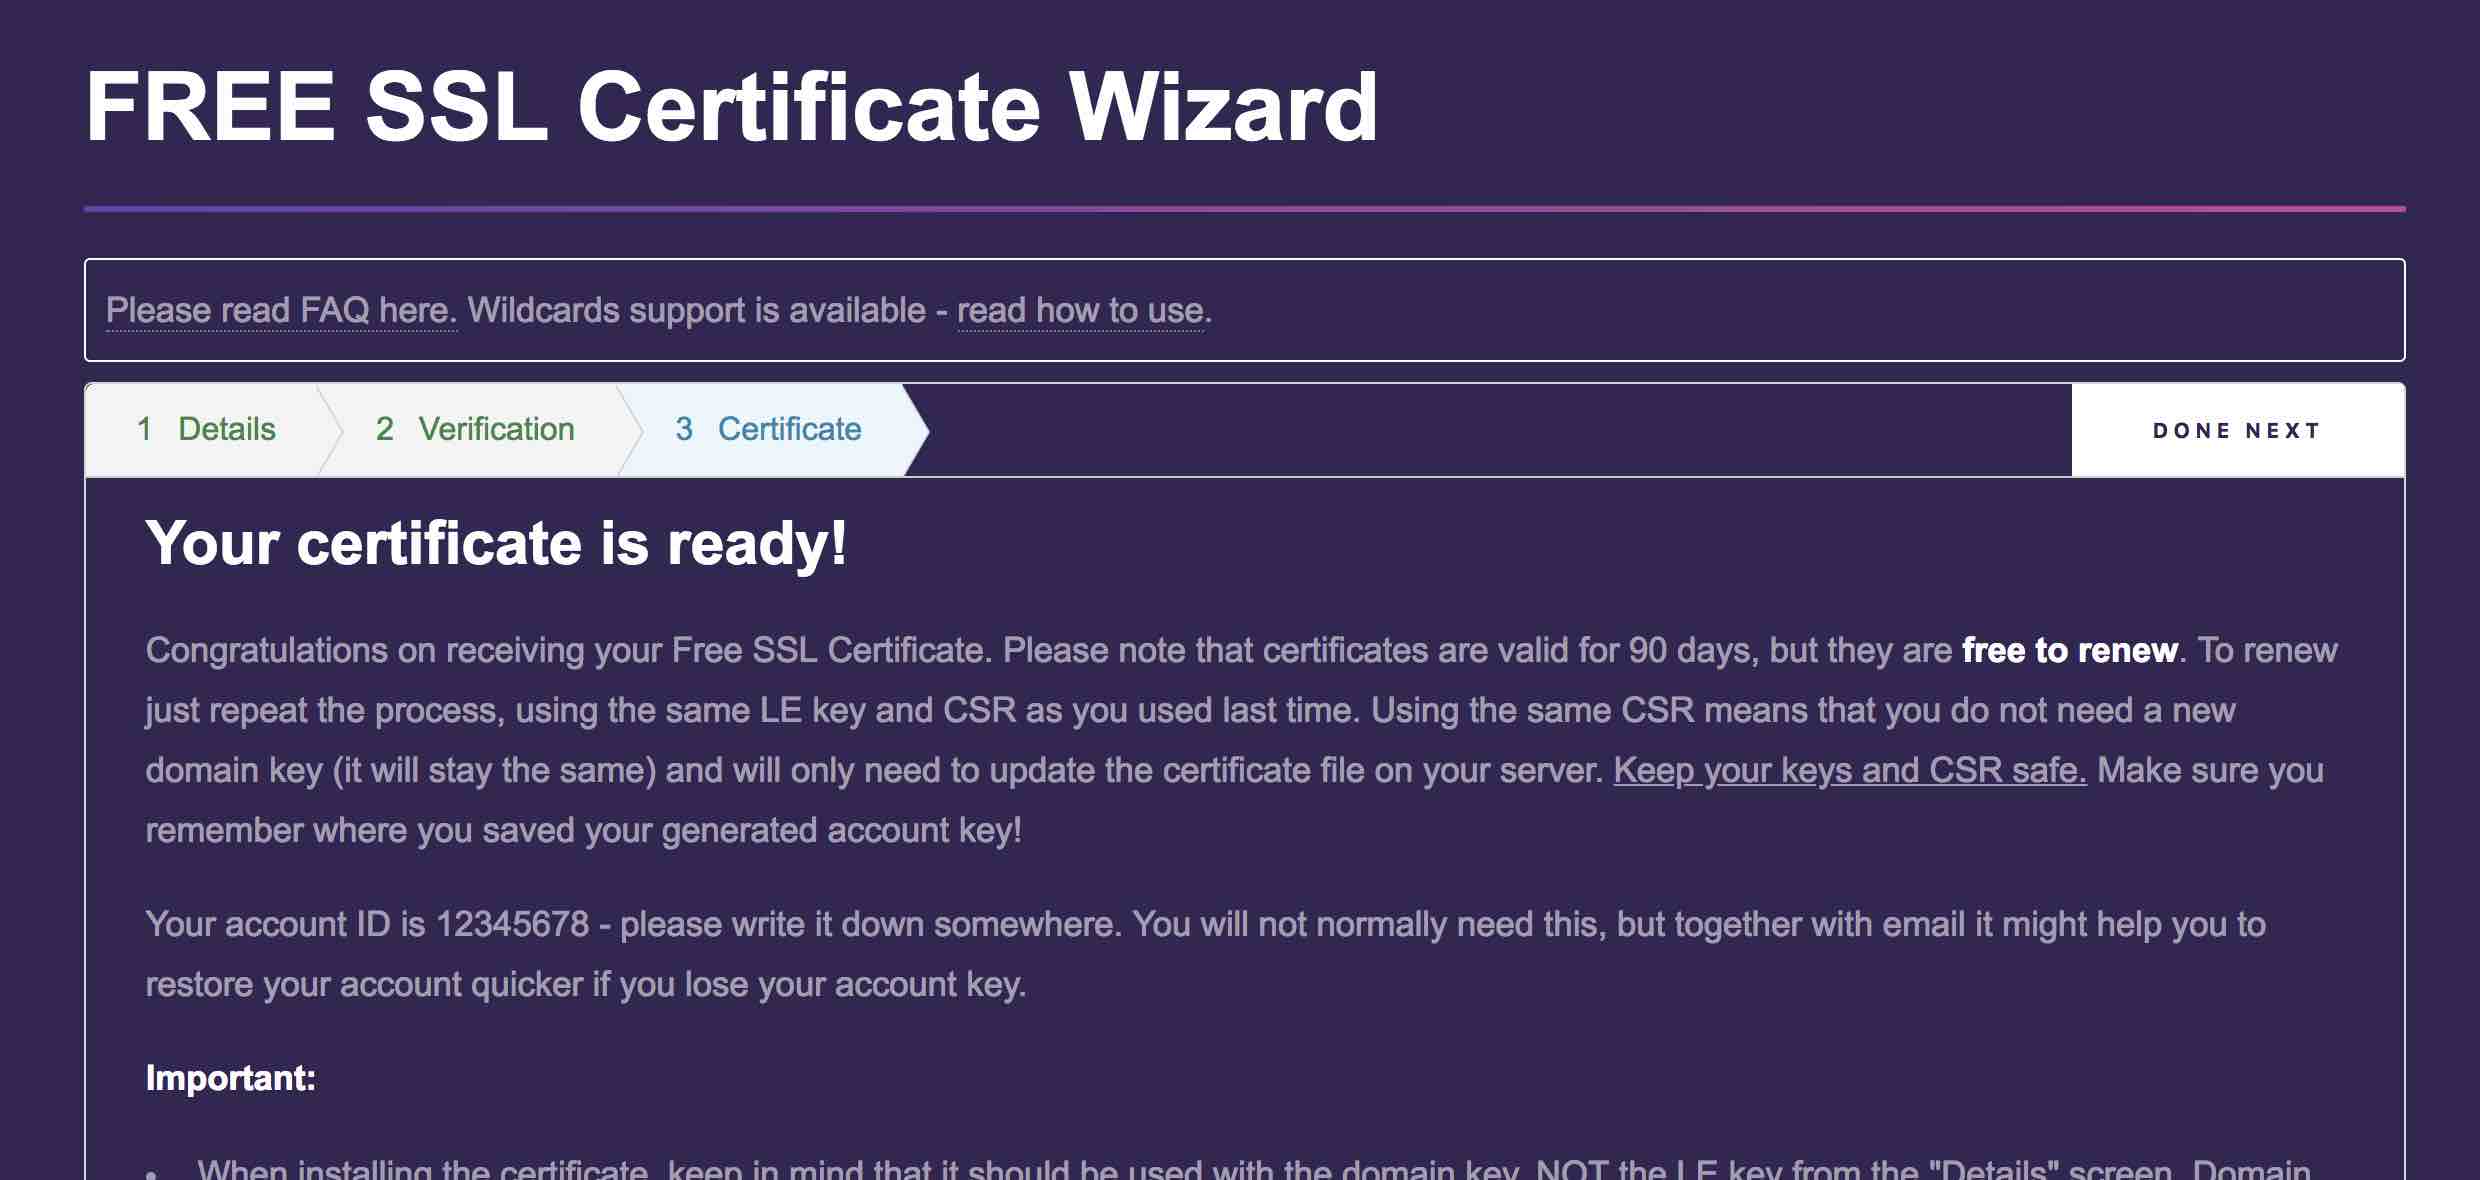 FREE SSL Certificate Wizard
Please read FAQ here. Wildcards support is available - read how to use.
1 Details 2 Verification 3 Certificate DONE NEXT
Your certificate is ready!
Congratulations on receiving your Free SSL Certificate. Please note that certificates are valid for 90 days, but they are free to renew. To renew
just repeat the process, using the same LE key and CSR as you used last time. Using the same CSR means that you do not need a new
domain key (it will stay the same) and will only need to update the certificate file on your server. Keep your keys and CSR safe. Make sure you
remember where you saved your generated account key!
Your account ID is 12345678 - please write it down somewhere. You will not normally need this, but together with email it might help you to
restore your account quicker if you lose your account key.
Important:
• When installing the certificate, keep in mind that it should be used with the domain key, NOT the LE key from the "Details" screen. Domain